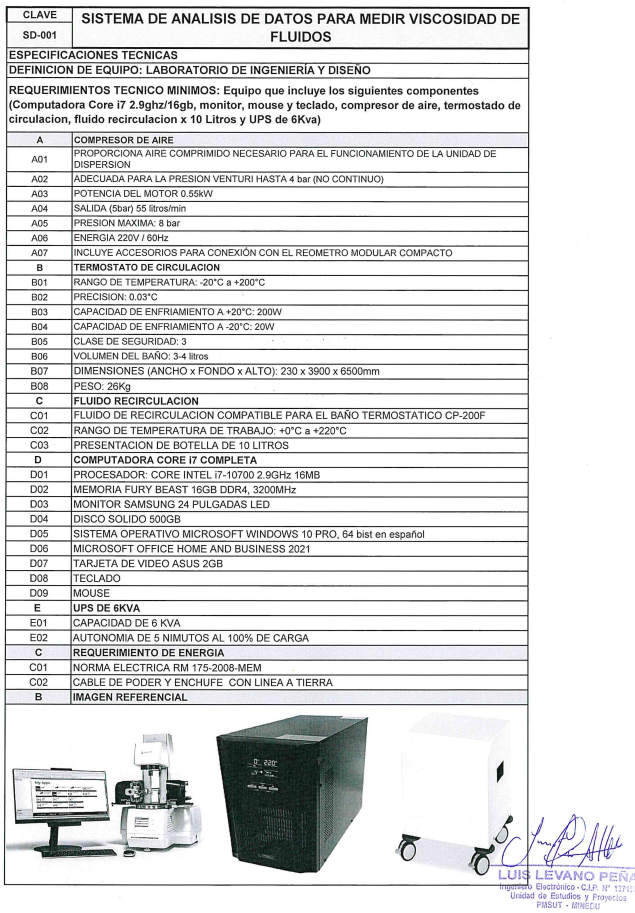 CLAVE
SD-001
SISTEMA DE ANALISIS DE DATOS PARA MEDIR VISCOSIDAD DE
FLUIDOS
ESPECIFICACIONES TECNICAS
DEFINICION DE EQUIPO: LABORATORIO DE INGENIERÍA Y DISEÑO
REQUERIMIENTOS TECNICO MINIMOS: Equipo que incluye los siguientes componentes
(Computadora Core i7 2.9ghz/16gb, monitor, mouse y teclado, compresor de aire, termostado de
circulacion, fluido recirculacion x 10 Litros y UPS de 6Kva)
A COMPRESOR DE AIRE
A01 PROPORCIONA AIRE COMPRIMIDO NECESARIO PARA EL FUNCIONAMIENTO DE LA UNIDAD DE
DISPERSION
A02 ADECUADA PARA LA PRESION VENTURI HASTA 4 bar (NO CONTINUO)
A03 POTENCIA DEL MOTOR 0.55kW
A04 SALIDA (5bar) 55 litros/min
A05 PRESION MAXIMA: 8 bar
A06 ENERGIA 220V / 60Hz
A07 INCLUYE ACCESORIOS PARA CONEXIÓN CON EL REOMETRO MODULAR COMPACTO
B TERMOSTATO DE CIRCULACION
B01 RANGO DE TEMPERATURA: -20°C a +200°C
B02 PRECISION: 0.03°C
B03 CAPACIDAD DE ENFRIAMIENTO A +20°C: 200W
B04 CAPACIDAD DE ENFRIAMIENTO A -20°C: 20W
B05 CLASE DE SEGURIDAD: 3
B06 VOLUMEN DEL BAÑO: 3-4 litros
B07 DIMENSIONES (ANCHO x FONDO x ALTO): 230 x 3900 x 6500mm
B08 PESO: 26Kg
C FLUIDO RECIRCULACION
C01 FLUIDO DE RECIRCULACION COMPATIBLE PARA EL BAÑO TERMOSTATICO CP-200F
C02 RANGO DE TEMPERATURA DE TRABAJO: +0°C a +220°C
C03 PRESENTACION DE BOTELLA DE 10 LITROS
D COMPUTADORA CORE i7 COMPLETA
D01 PROCESADOR: CORE INTEL i7-10700 2.9GHz 16MB
D02 MEMORIA FURY BEAST 16GB DDR4, 3200MHz
D03 MONITOR SAMSUNG 24 PULGADAS LED
D04 DISCO SOLIDO 500GB
D05 SISTEMA OPERATIVO MICROSOFT WINDOWS 10 PRO, 64 bist en español
D06 MICROSOFT OFFICE HOME AND BUSINESS 2021
D07 TARJETA DE VIDEO ASUS 2GB
D08 TECLADO
D09 MOUSE
E UPS DE 6KVA
E01 CAPACIDAD DE 6 KVA
E02 AUTONOMIA DE 5 NIMUTOS AL 100% DE CARGA
C REQUERIMIENTO DE ENERGIA
C01 NORMA ELECTRICA RM 175-2008-MEM
C02 CABLE DE PODER Y ENCHUFE CON LINEA A TIERRA
B IMAGEN REFERENCIAL
My Apps
220
LUIS LEVANO PEÑA
Ingeniero Electrónico - C.I.P. N°
Unidad de Estudios y Proyectos
PMSUT - MINEDU